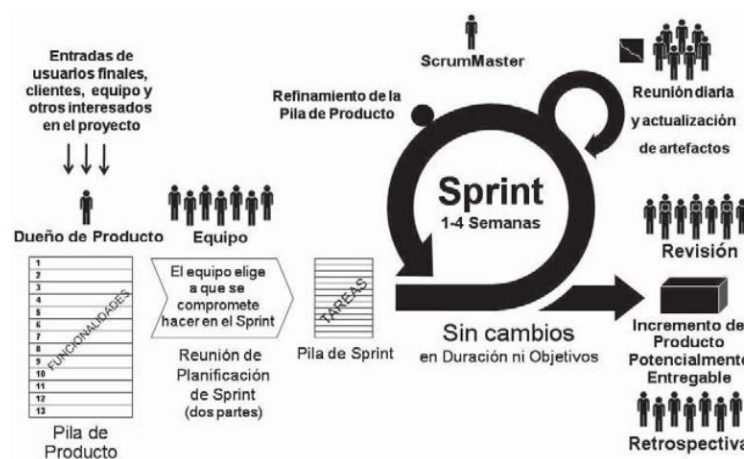 Entradas de
usuarios finales,
clientes, equipo y
otros interesados
en el proyecto
Dueño de Producto
1
2
3
4
5
6
7
8
9
10
11
12
13
FUNCIONALIDADES
Pila de
Producto
Equipo
El equipo elige
a que se
compromete
hacer en el Sprint
Reunión de
Planificación
de Sprint
(dos partes)
TAREAS
Pila de Sprint
ScrumMaster
Refinamiento de la
Pila de Producto
Sprint
1-4 Semanas
Sin cambios
en Duración ni Objetivos
Reunión diaria
y actualización
de artefactos
Revisión
Incremento de
Producto
Potencialmente
Entregable
Retrospectiva